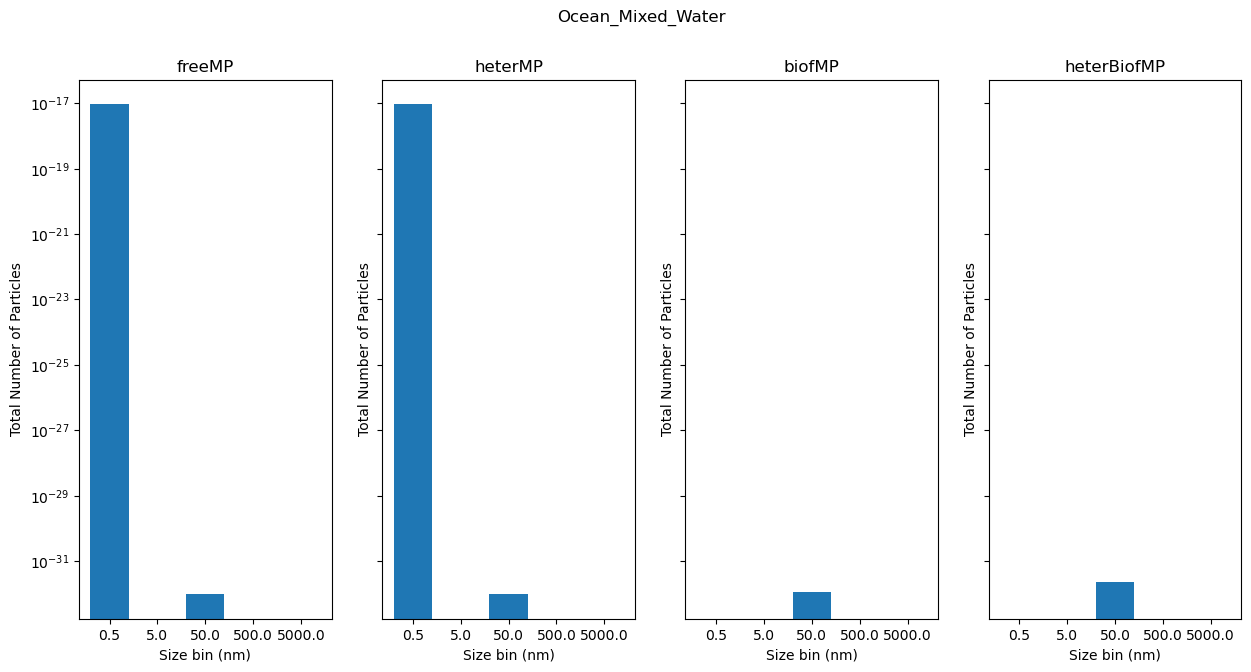 Ocean_Mixed_Water
freeMP
heterMP
biofMP
heterBiofMP
Total Number of Particles
10⁻¹⁷
10⁻¹⁹
10⁻²¹
10⁻²³
10⁻²⁵
10⁻²⁷
10⁻²⁹
10⁻³¹
0.5 5.0 50.0 500.0 5000.0
Size bin (nm)
Total Number of Particles
0.5 5.0 50.0 500.0 5000.0
Size bin (nm)
Total Number of Particles
0.5 5.0 50.0 500.0 5000.0
Size bin (nm)
Total Number of Particles
0.5 5.0 50.0 500.0 5000.0
Size bin (nm)